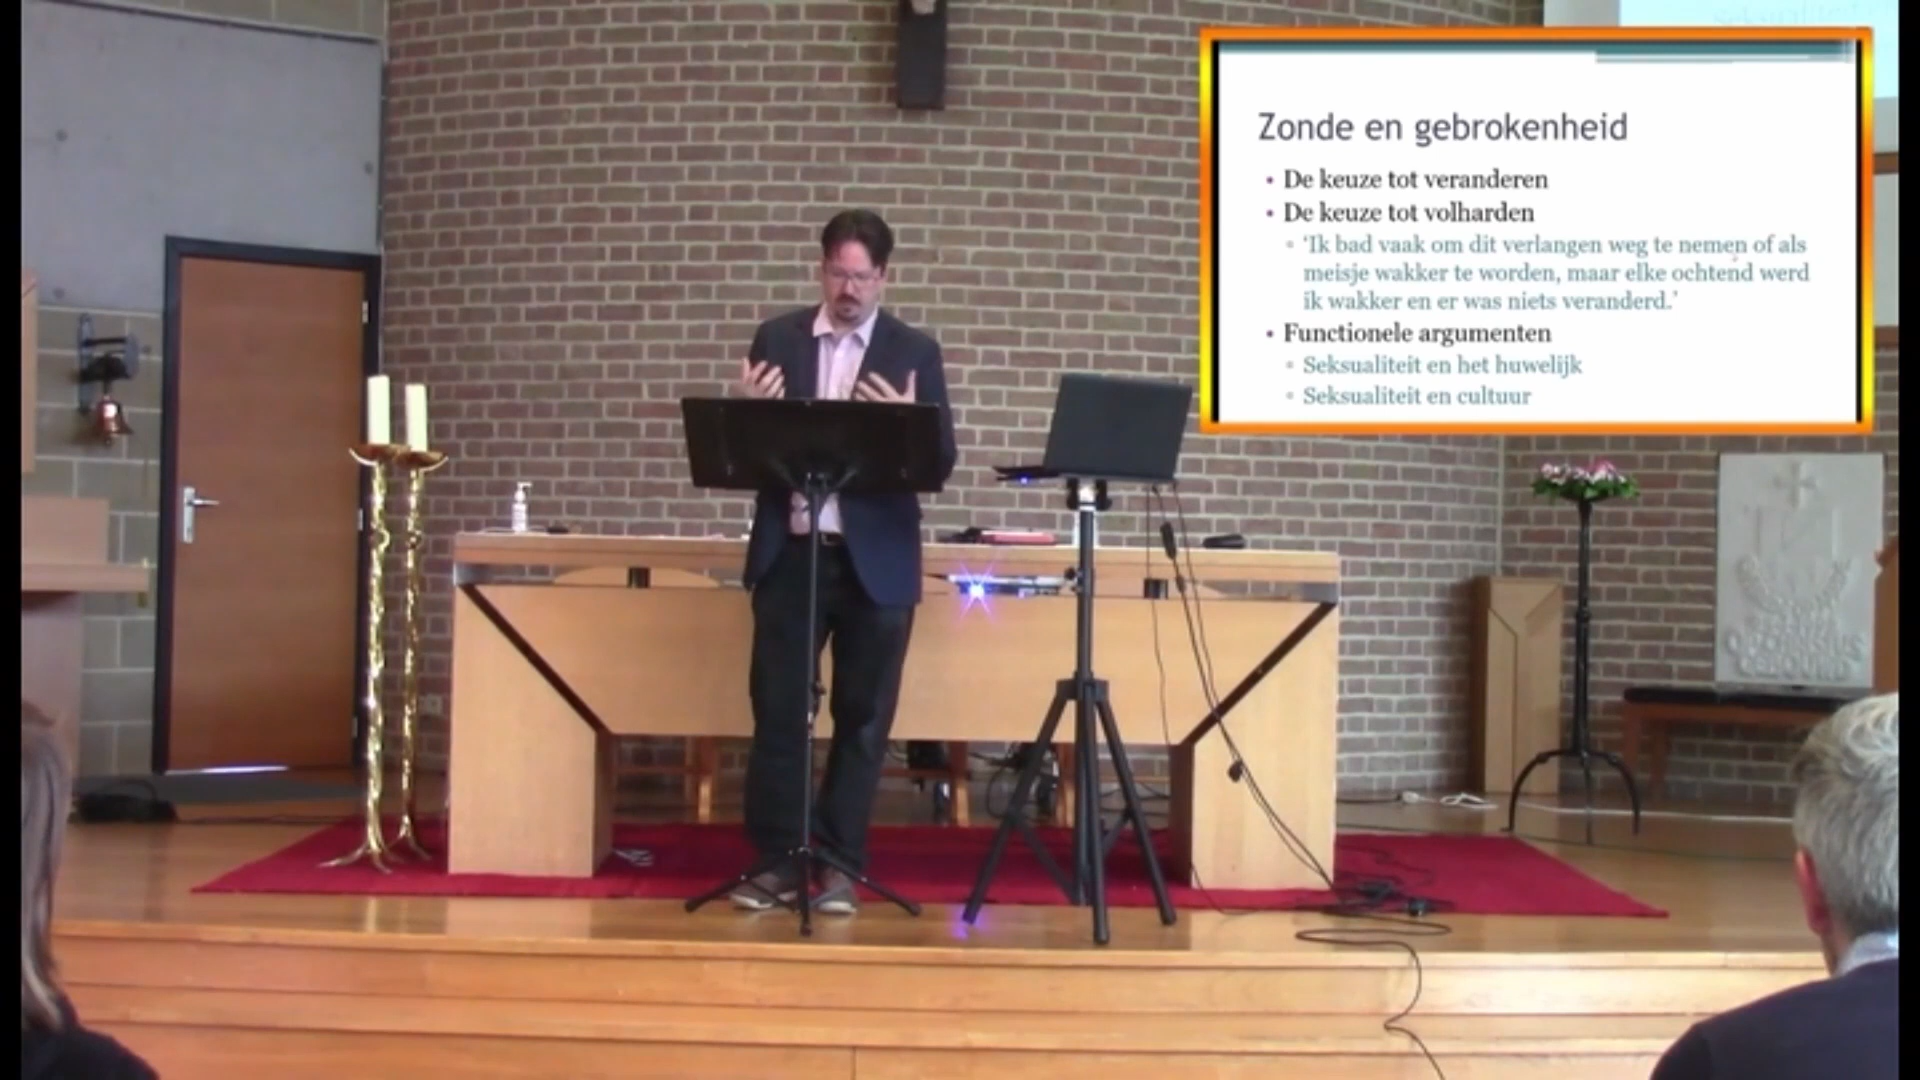 Zonde en gebrokenheid
• De keuze tot veranderen
• De keuze tot volharden
▫ ‘Ik bad vaak om dit verlangen weg te nemen of als
meisje wakker te worden, maar elke ochtend werd
ik wakker en er was niets veranderd.’
• Functionele argumenten
▫ Seksualiteit en het huwelijk
▫ Seksualiteit en cultuur